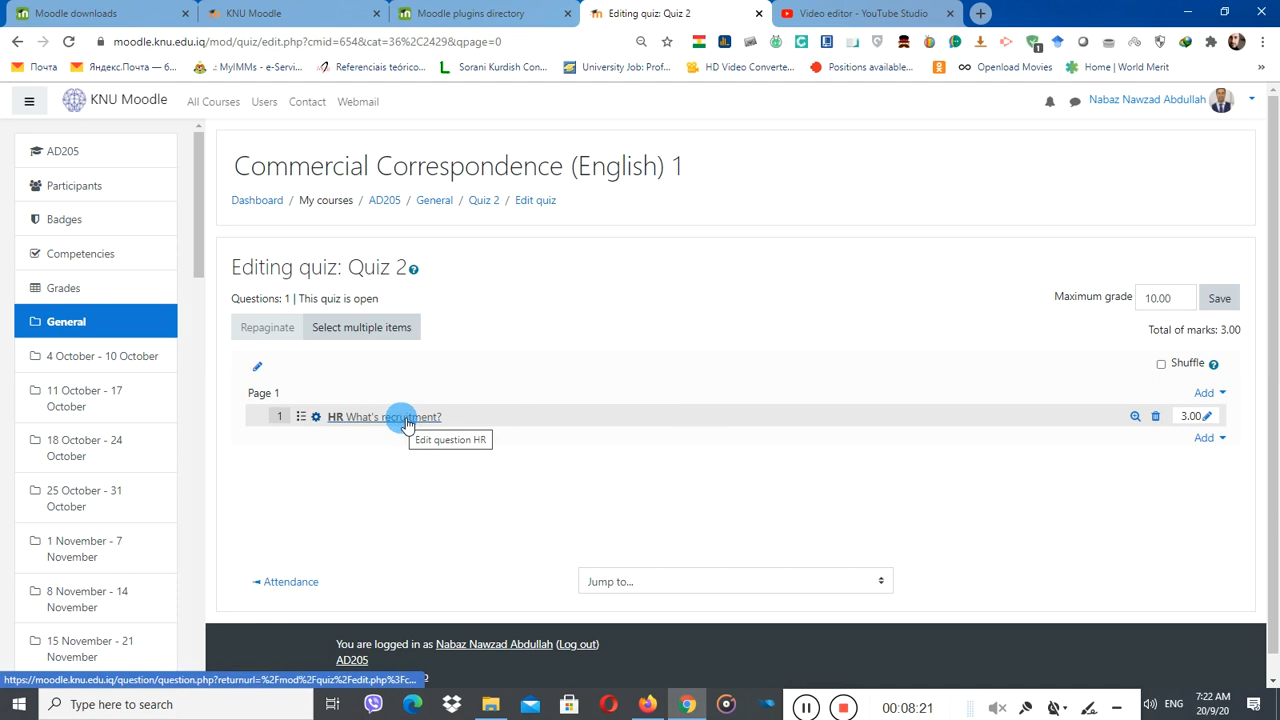 Moodle downloads
KNU Moodle
Moodle plugins directory
Editing quiz: Quiz 2
Video editor - YouTube Studio
moodle.knu.edu.iq/mod/quiz/edit.php?cmid=654&cat=36%2C2429&qpage=0
Почта
Яндекс.Почта — 6...
.: MyIMMs - e-Servi...
Referenciais teórico...
Sorani Kurdish Con...
University Job: Prof...
HD Video Converte...
Positions available...
Openload Movies
Home | World Merit
KNU Moodle
All Courses
Users
Contact
Webmail
Nabaz Nawzad Abdullah
AD205
Participants
Badges
Competencies
Grades
General
4 October - 10 October
11 October - 17
October
18 October - 24
October
25 October - 31
October
1 November - 7
November
8 November - 14
November
15 November - 21
November
Commercial Correspondence (English) 1
Dashboard / My courses / AD205 / General / Quiz 2 / Edit quiz
Editing quiz: Quiz 2
Questions: 1 | This quiz is open
Maximum grade 10.00 Save
Repaginate Select multiple items
Total of marks: 3.00
Shuffle
Page 1
Add
1 HR What's recruitment? 3.00
Edit question HR
Add
◄ Attendance
Jump to...
You are logged in as Nabaz Nawzad Abdullah (Log out)
AD205
https://moodle.knu.edu.iq/question/question.php?returnurl=%2Fmod%2Fquiz%2Fedit.php%3Fc...
Type here to search
00:08:21
ENG
7:22 AM
20/9/20